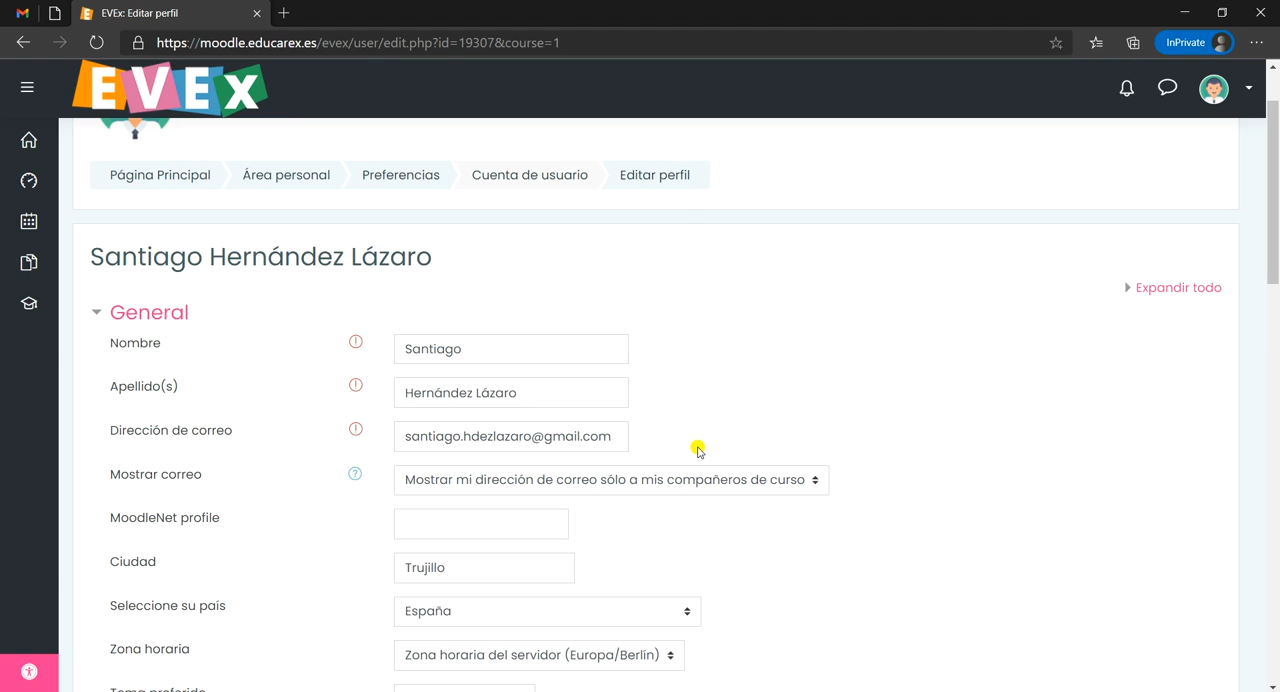 EVEx: Editar perfil
https://moodle.educarex.es/evex/user/edit.php?id=19307&course=1
InPrivate
EVEx
Página Principal
Área personal
Preferencias
Cuenta de usuario
Editar perfil
Santiago Hernández Lázaro
Expandir todo
General
Nombre
Santiago
Apellido(s)
Hernández Lázaro
Dirección de correo
santiago.hdezlazaro@gmail.com
Mostrar correo
Mostrar mi dirección de correo sólo a mis compañeros de curso
MoodleNet profile
Ciudad
Trujillo
Seleccione su país
España
Zona horaria
Zona horaria del servidor (Europa/Berlín)
Tema preferido